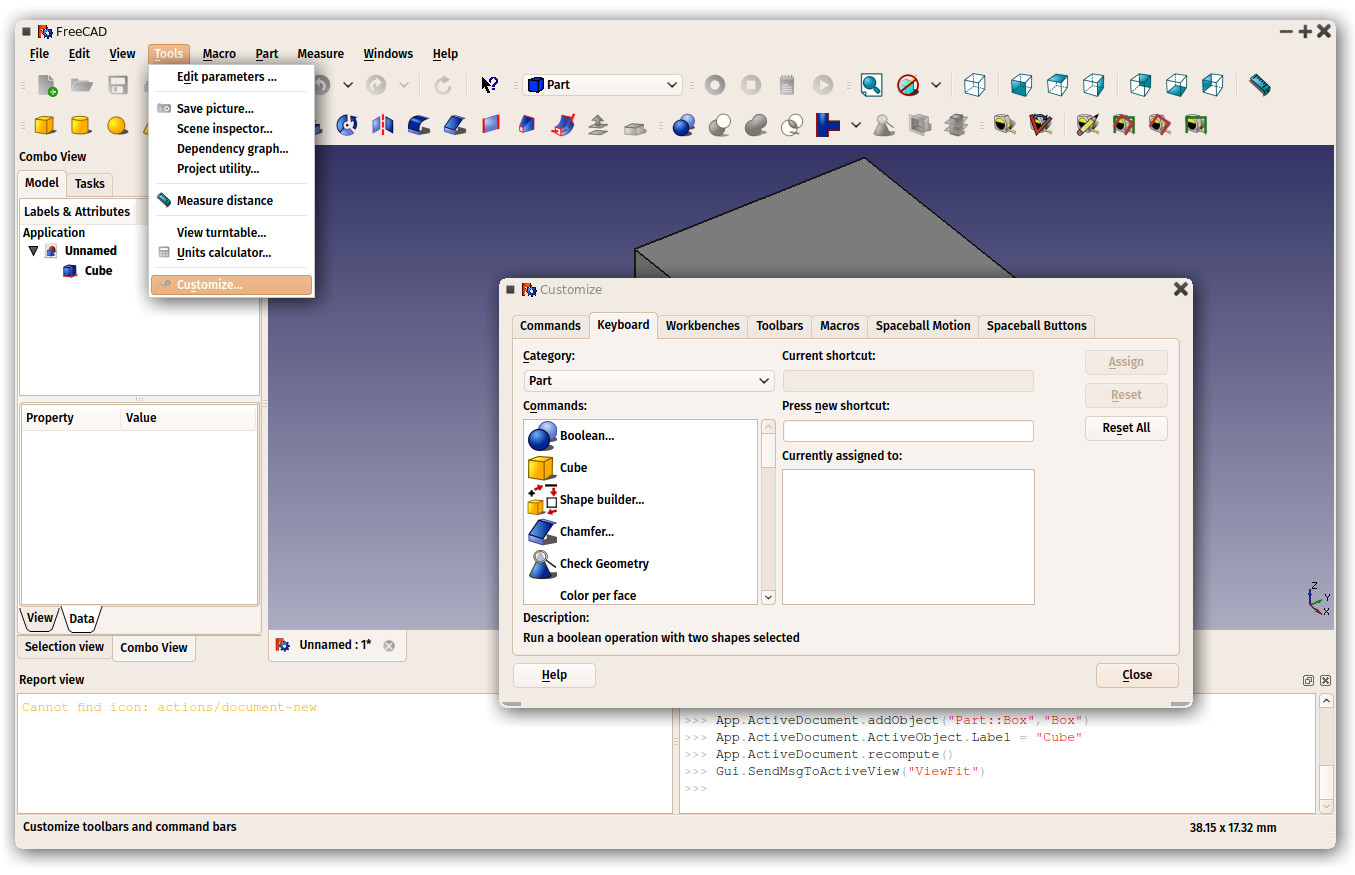 FreeCAD
File Edit View Tools Macro Part Measure Windows Help
Edit parameters ...
Save picture...
Scene inspector...
Dependency graph...
Project utility...
Measure distance
View turntable...
Units calculator...
Customize...
Part
Combo View
Model Tasks
Labels & Attributes
Application
Unnamed
Cube
Property Value
View Data
Selection view Combo View
Unnamed : 1*
Z
Y
X
Customize
Commands Keyboard Workbenches Toolbars Macros Spaceball Motion Spaceball Buttons
Category:
Part
Commands:
Boolean...
Cube
Shape builder...
Chamfer...
Check Geometry
Color per face
Current shortcut:
Press new shortcut:
Currently assigned to:
Assign
Reset
Reset All
Description:
Run a boolean operation with two shapes selected
Help Close
Report view
Cannot find icon: actions/document-new
>>> App.ActiveDocument.addObject("Part::Box","Box")
>>> App.ActiveDocument.ActiveObject.Label = "Cube"
>>> App.ActiveDocument.recompute()
>>> Gui.SendMsgToActiveView("ViewFit")
>>>
Customize toolbars and command bars
38.15 x 17.32 mm